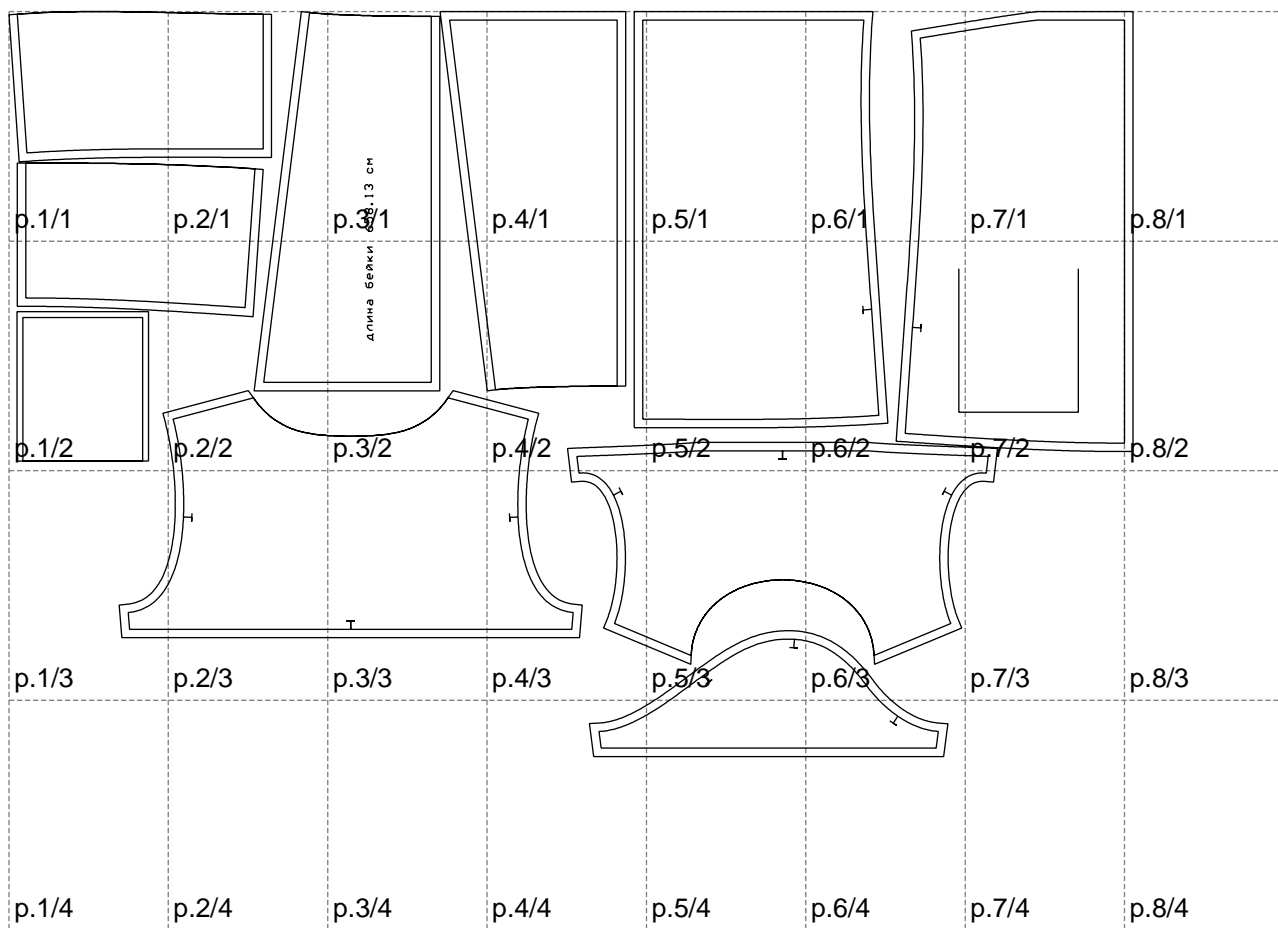 p.1/1 p.2/1 p.3/1 p.4/1 p.5/1 p.6/1 p.7/1 p.8/1
длина бейки см
p.1/2 p.2/2 p.3/2 p.4/2 p.5/2 p.6/2 p.7/2 p.8/2
p.1/3 p.2/3 p.3/3 p.4/3 p.5/3 p.6/3 p.7/3 p.8/3
p.1/4 p.2/4 p.3/4 p.4/4 p.5/4 p.6/4 p.7/4 p.8/4